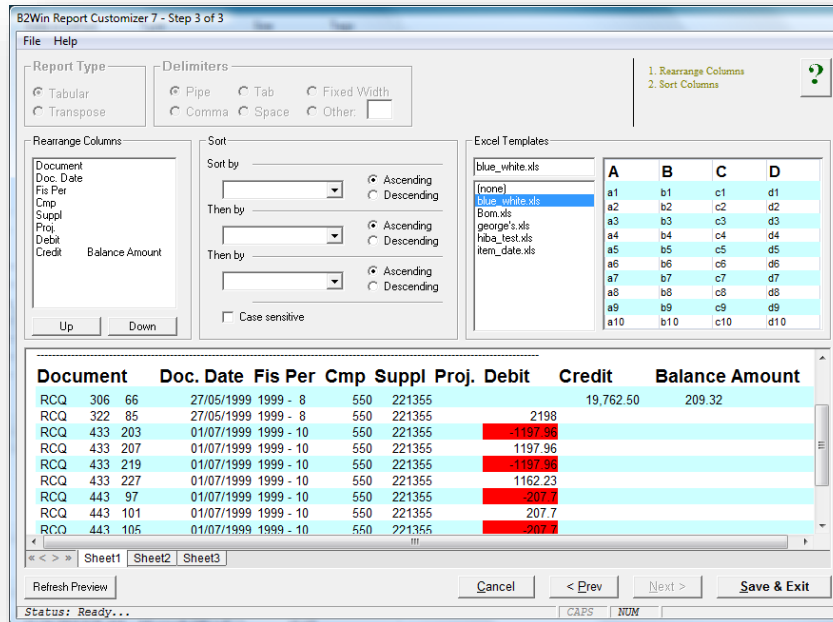 B2Win Report Customizer 7 - Step 3 of 3
File Help
Report Type
Tabular
Transpose
Delimiters
Pipe Tab Fixed Width
Comma Space Other:
1. Rearrange Columns
2. Sort Columns
?
Rearrange Columns
Document
Doc. Date
Fis Per
Cmp
Suppl
Proj.
Debit
Credit Balance Amount
Up Down
Sort
Sort by
Ascending
Descending
Then by
Ascending
Descending
Then by
Ascending
Descending
Case sensitive
Excel Templates
blue_white.xls
(none)
blue_white.xls
Bom.xls
george's.xls
hiba_test.xls
item_date.xls
A B C D
a1 b1 c1 d1
a2 b2 c2 d2
a3 b3 c3 d3
a4 b4 c4 d4
a5 b5 c5 d5
a6 b6 c6 d6
a7 b7 c7 d7
a8 b8 c8 d8
a9 b9 c9 d9
a10 b10 c10 d10
Document Doc. Date Fis Per Cmp Suppl Proj. Debit Credit Balance Amount
RCQ 306 66 27/05/1999 1999 - 8 550 221355 19,762.50 209.32
RCQ 322 85 27/05/1999 1999 - 8 550 221355 2198
RCQ 433 203 01/07/1999 1999 - 10 550 221355 -1197.96
RCQ 433 207 01/07/1999 1999 - 10 550 221355 1197.96
RCQ 433 219 01/07/1999 1999 - 10 550 221355 -1197.96
RCQ 433 227 01/07/1999 1999 - 10 550 221355 1162.23
RCQ 443 97 01/07/1999 1999 - 10 550 221355 -207.7
RCQ 443 101 01/07/1999 1999 - 10 550 221355 207.7
RCQ 443 105 01/07/1999 1999 - 10 550 221355 -207.7
« < > » Sheet1 Sheet2 Sheet3
Refresh Preview Cancel < Prev Next > Save & Exit
Status: Ready... CAPS NUM